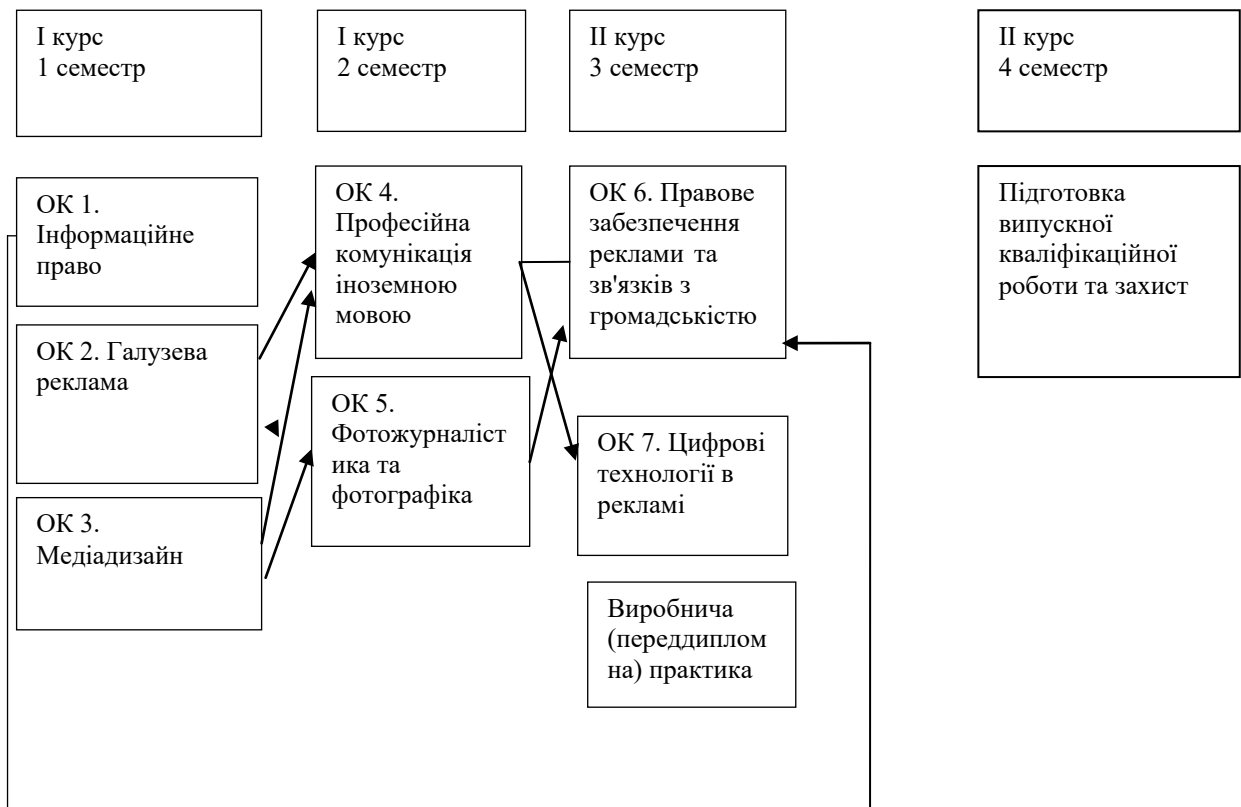 І курс
1 семестр
І курс
2 семестр
ІІ курс
3 семестр
ІІ курс
4 семестр
ОК 1.
Інформаційне
право
ОК 2. Галузева
реклама
ОК 3.
Медіадизайн
ОК 4.
Професійна
комунікація
іноземною
мовою
ОК 5.
Фотожурналіст
ика та
фотографіка
ОК 6. Правове
забезпечення
реклами та
зв'язків з
громадськістю
ОК 7. Цифрові
технології в
рекламі
Виробнича
(переддиплом
на) практика
Підготовка
випускної
кваліфікаційної
роботи та захист